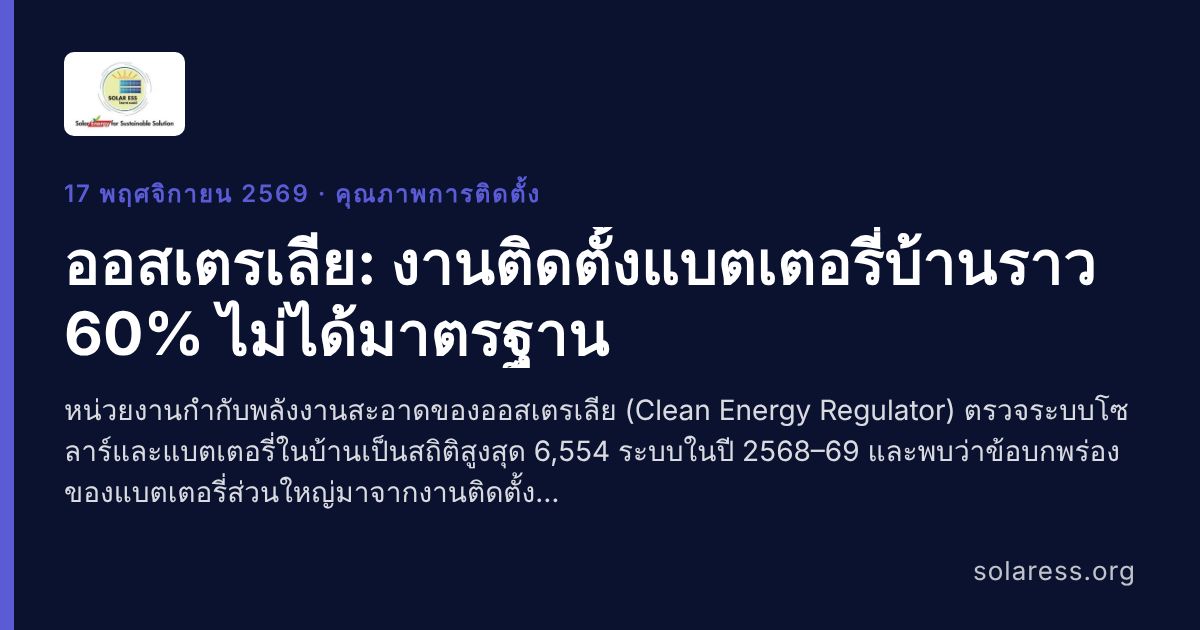 SOLAR ESS
Solar Energy for Sustainable Solution
17 พฤศจิกายน 2569 · คุณภาพการติดตั้ง
ออสเตรเลีย: งานติดตั้งแบตเตอรี่บ้านราว
60% ไม่ได้มาตรฐาน
หน่วยงานกำกับพลังงานสะอาดของออสเตรเลีย (Clean Energy Regulator) ตรวจระบบโซ
ลาร์และแบตเตอรี่ในบ้านเป็นสถิติสูงสุด 6,554 ระบบในปี 2568–69 และพบว่าข้อบกพร่อง
ของแบตเตอรี่ส่วนใหญ่มาจากงานติดตั้ง...
solaress.org